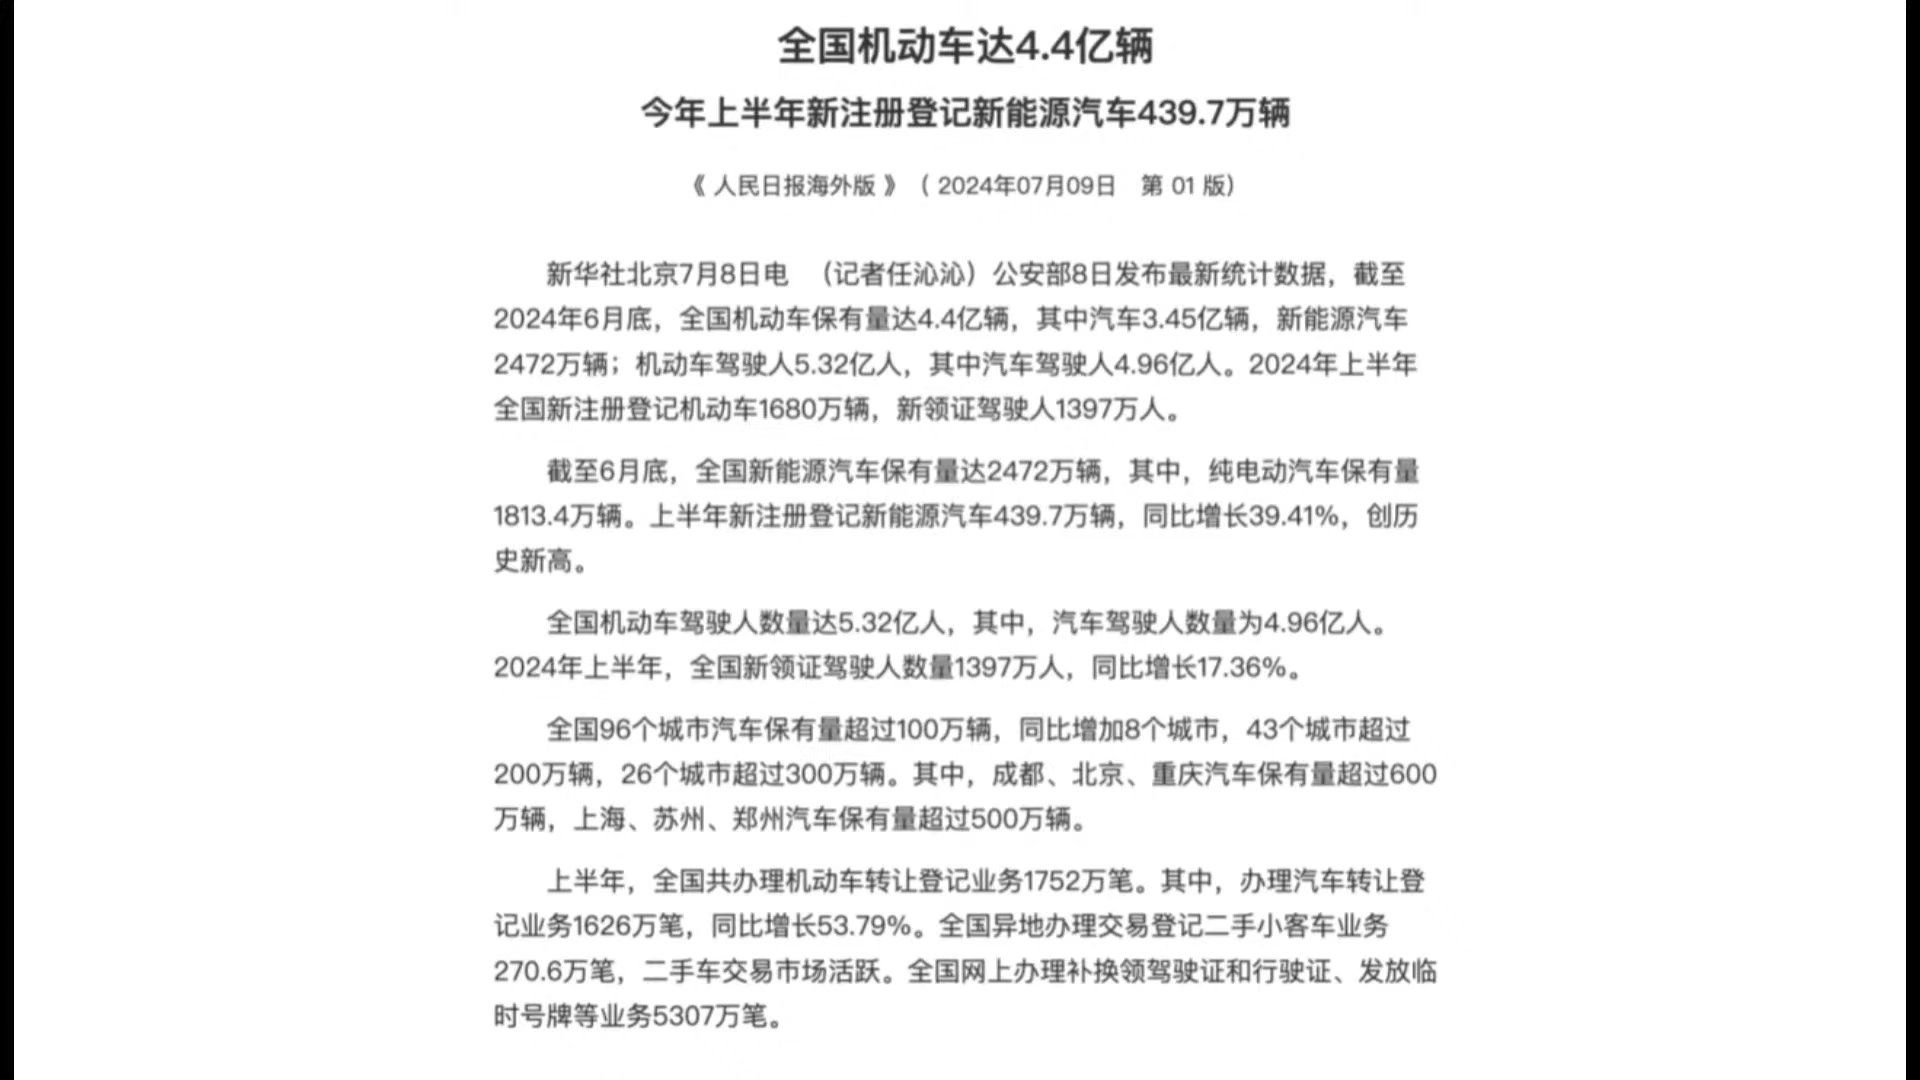 全国机动车达4.4亿辆
今年上半年新注册登记新能源汽车439.7万辆
《 人民日报海外版 》（ 2024年07月09日　第 01 版）
新华社北京7月8日电　（记者任沁沁）公安部8日发布最新统计数据，截至
2024年6月底，全国机动车保有量达4.4亿辆，其中汽车3.45亿辆，新能源汽车
2472万辆；机动车驾驶人5.32亿人，其中汽车驾驶人4.96亿人。2024年上半年
全国新注册登记机动车1680万辆，新领证驾驶人1397万人。
截至6月底，全国新能源汽车保有量达2472万辆，其中，纯电动汽车保有量
1813.4万辆。上半年新注册登记新能源汽车439.7万辆，同比增长39.41%，创历
史新高。
全国机动车驾驶人数量达5.32亿人，其中，汽车驾驶人数量为4.96亿人。
2024年上半年，全国新领证驾驶人数量1397万人，同比增长17.36%。
全国96个城市汽车保有量超过100万辆，同比增加8个城市，43个城市超过
200万辆，26个城市超过300万辆。其中，成都、北京、重庆汽车保有量超过600
万辆，上海、苏州、郑州汽车保有量超过500万辆。
上半年，全国共办理机动车转让登记业务1752万笔。其中，办理汽车转让登
记业务1626万笔，同比增长53.79%。全国异地办理交易登记二手小客车业务
270.6万笔，二手车交易市场活跃。全国网上办理补换领驾驶证和行驶证、发放临
时号牌等业务5307万笔。